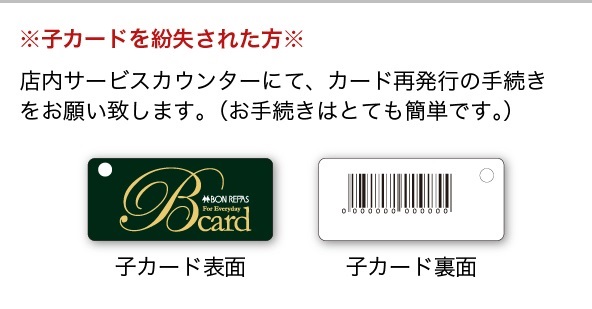 ※子カードを紛失された方※
店内サービスカウンターにて、カード再発行の手続き
をお願い致します。（お手続きはとても簡単です。）
BON REPAS
For Everyday
Bcard
0 000000 000000
子カード表面
子カード裏面